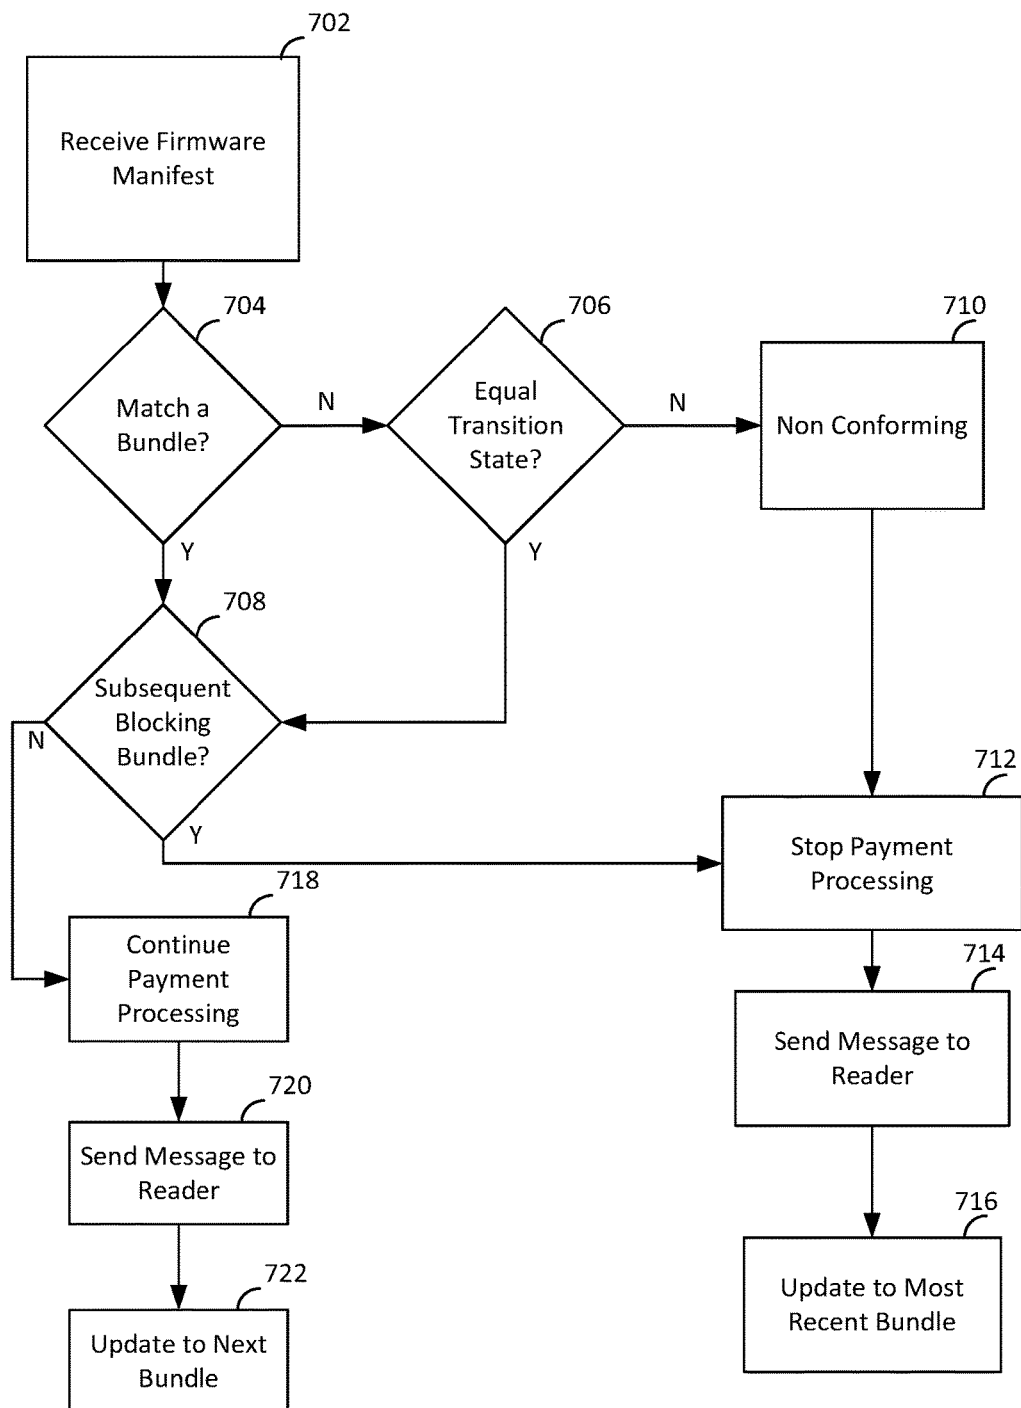 702
Receive Firmware
Manifest
704
Match a
Bundle?
N
Y
706
Equal
Transition
State?
N
Y
710
Non Conforming
708
Subsequent
Blocking
Bundle?
N
Y
712
Stop Payment
Processing
718
Continue
Payment
Processing
714
Send Message to
Reader
720
Send Message to
Reader
716
Update to Most
Recent Bundle
722
Update to Next
Bundle